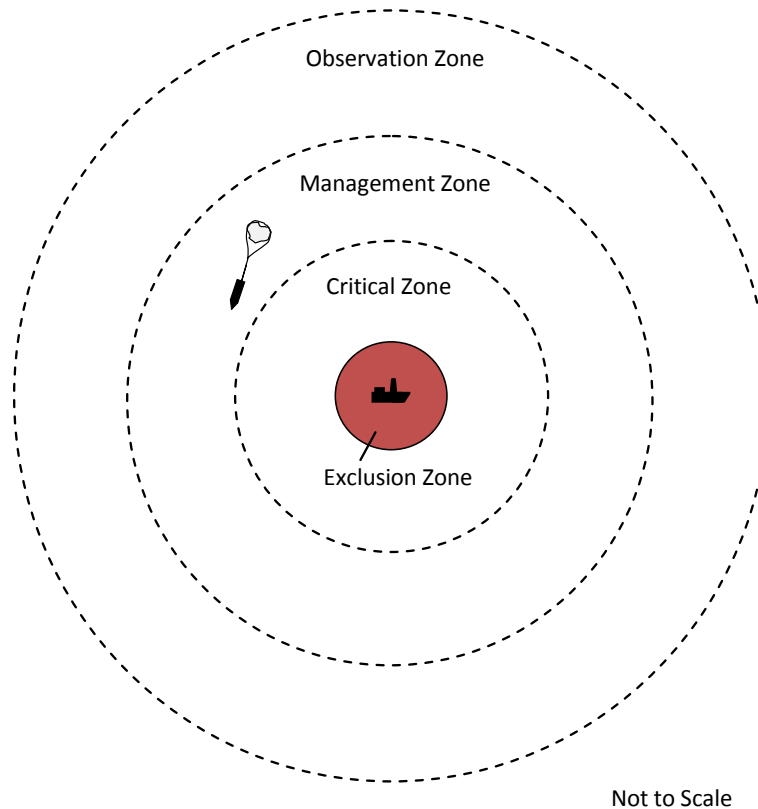 Observation Zone
Management Zone
Critical Zone
Exclusion Zone
Not to Scale